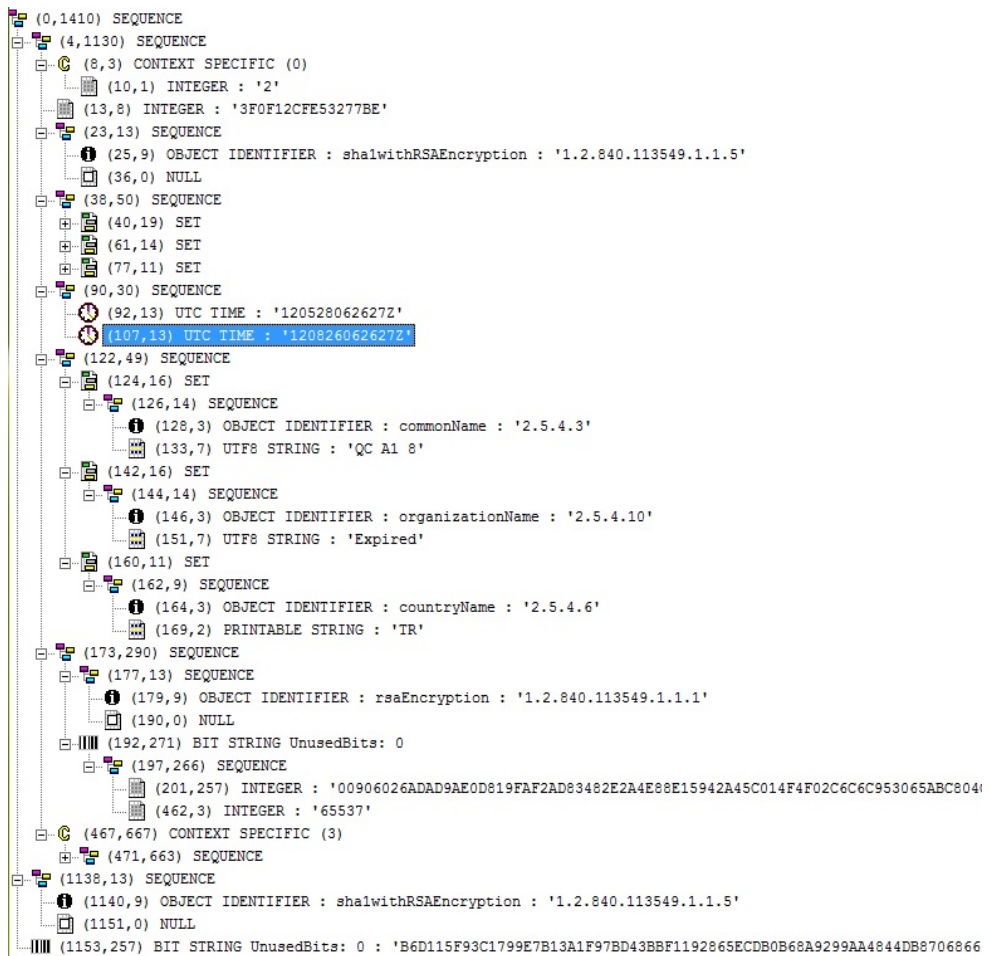 (0,1410) SEQUENCE
(4,1130) SEQUENCE
(8,3) CONTEXT SPECIFIC (0)
(10,1) INTEGER : '2'
(13,8) INTEGER : '3F0F12CFE53277BE'
(23,13) SEQUENCE
(25,9) OBJECT IDENTIFIER : sha1withRSAEncryption : '1.2.840.113549.1.1.5'
(36,0) NULL
(38,50) SEQUENCE
(40,19) SET
(61,14) SET
(77,11) SET
(90,30) SEQUENCE
(92,13) UTC TIME : '120528062627Z'
(107,13) UTC TIME : '120826062627Z'
(122,49) SEQUENCE
(124,16) SET
(126,14) SEQUENCE
(128,3) OBJECT IDENTIFIER : commonName : '2.5.4.3'
(133,7) UTF8 STRING : 'QC A1 8'
(142,16) SET
(144,14) SEQUENCE
(146,3) OBJECT IDENTIFIER : organizationName : '2.5.4.10'
(151,7) UTF8 STRING : 'Expired'
(160,11) SET
(162,9) SEQUENCE
(164,3) OBJECT IDENTIFIER : countryName : '2.5.4.6'
(169,2) PRINTABLE STRING : 'TR'
(173,290) SEQUENCE
(177,13) SEQUENCE
(179,9) OBJECT IDENTIFIER : rsaEncryption : '1.2.840.113549.1.1.1'
(190,0) NULL
(192,271) BIT STRING UnusedBits: 0
(197,266) SEQUENCE
(201,257) INTEGER : '00906026ADAD9AE0D819FAF2AD83482E2A4E88E15942A45C014F4F02C6C6C953065ABC804
(462,3) INTEGER : '65537'
(467,667) CONTEXT SPECIFIC (3)
(471,663) SEQUENCE
(1138,13) SEQUENCE
(1140,9) OBJECT IDENTIFIER : sha1withRSAEncryption : '1.2.840.113549.1.1.5'
(1151,0) NULL
(1153,257) BIT STRING UnusedBits: 0 : 'B6D115F93C1799E7B13A1F97BD43BBF1192865ECDB0B68A9299AA4844DB8706866